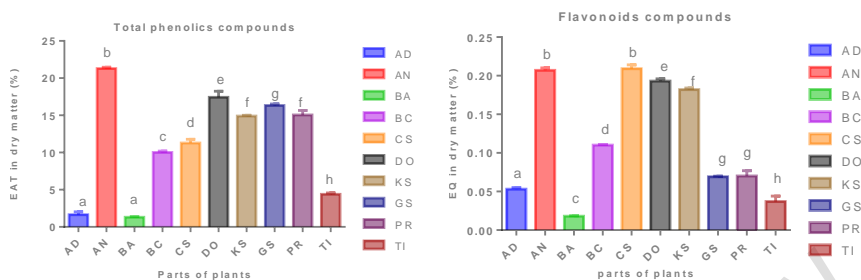 Total phenolics compounds
EAT in dry matter (%)
25
20
15
10
5
0
a
b
a
c
d
e
f
g
f
h
AD
AN
BA
BC
CS
DO
KS
GS
PR
TI
Parts of plants
AD
AN
BA
BC
CS
DO
KS
GS
PR
TI
Flavonoids compounds
EQ in dry matter (%)
0.25
0.20
0.15
0.10
0.05
0.00
a
b
c
d
b
e
f
g
g
h
AD
AN
BA
BC
CS
DO
KS
GS
PR
TI
parts of plants
AD
AN
BA
BC
CS
DO
KS
GS
PR
TI